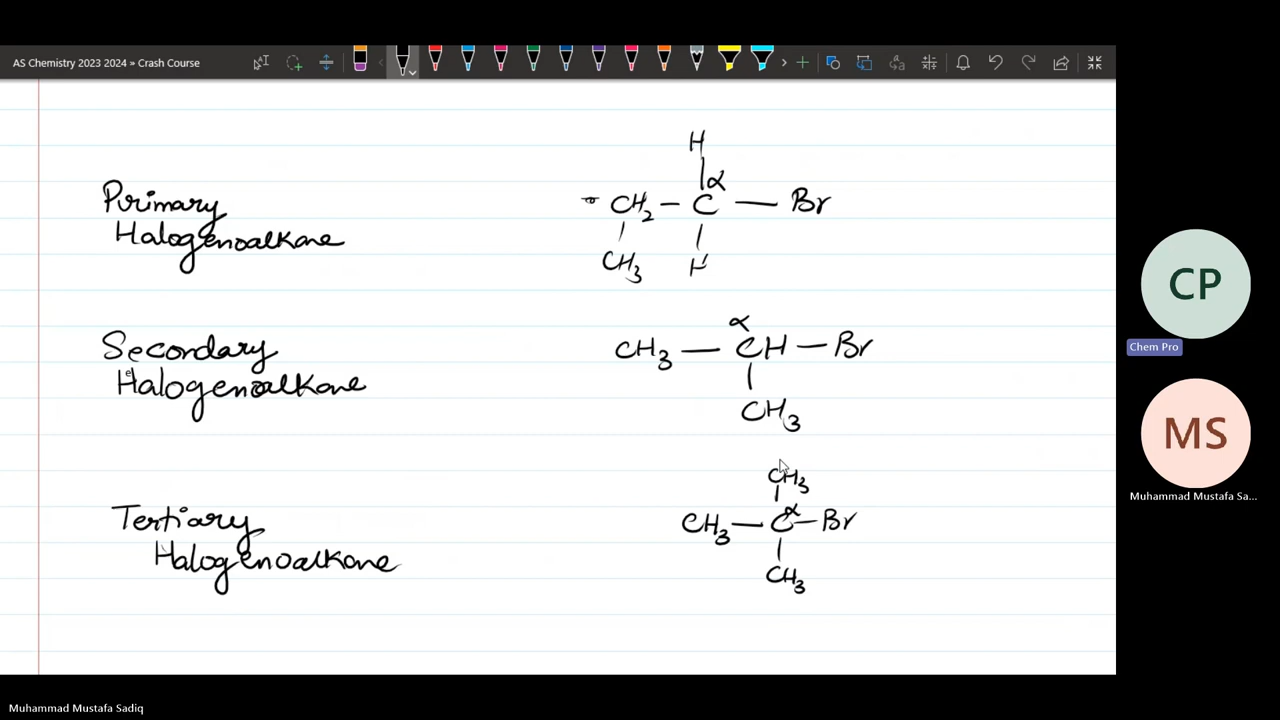 AS Chemistry 2023 2024 » Crash Course
H
α
Primary
Halogenoalkane
CH₂ — C — Br
CH₃
H
Secondary
Halogenoalkane
α
CH₃ — CH — Br
CH₃
Tertiary
Halogenoalkane
CH₃
α
CH₃ — C — Br
CH₃
CP
Chem Pro
MS
Muhammad Mustafa Sa...
Muhammad Mustafa Sadiq